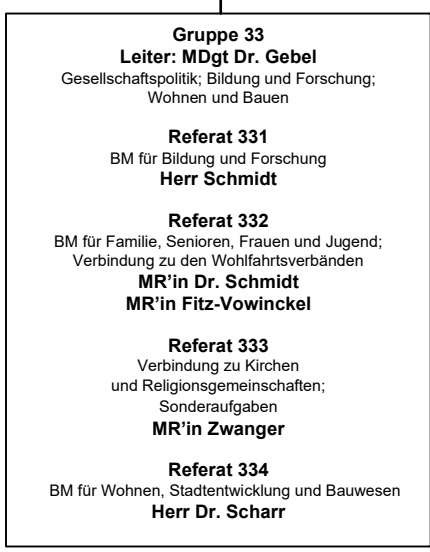 Gruppe 33
Leiter: MDgt Dr. Gebel
Gesellschaftspolitik; Bildung und Forschung;
Wohnen und Bauen
Referat 331
BM für Bildung und Forschung
Herr Schmidt
Referat 332
BM für Familie, Senioren, Frauen und Jugend;
Verbindung zu den Wohlfahrtsverbänden
MR’in Dr. Schmidt
MR’in Fitz-Vowinckel
Referat 333
Verbindung zu Kirchen
und Religionsgemeinschaften;
Sonderaufgaben
MR’in Zwanger
Referat 334
BM für Wohnen, Stadtentwicklung und Bauwesen
Herr Dr. Scharr